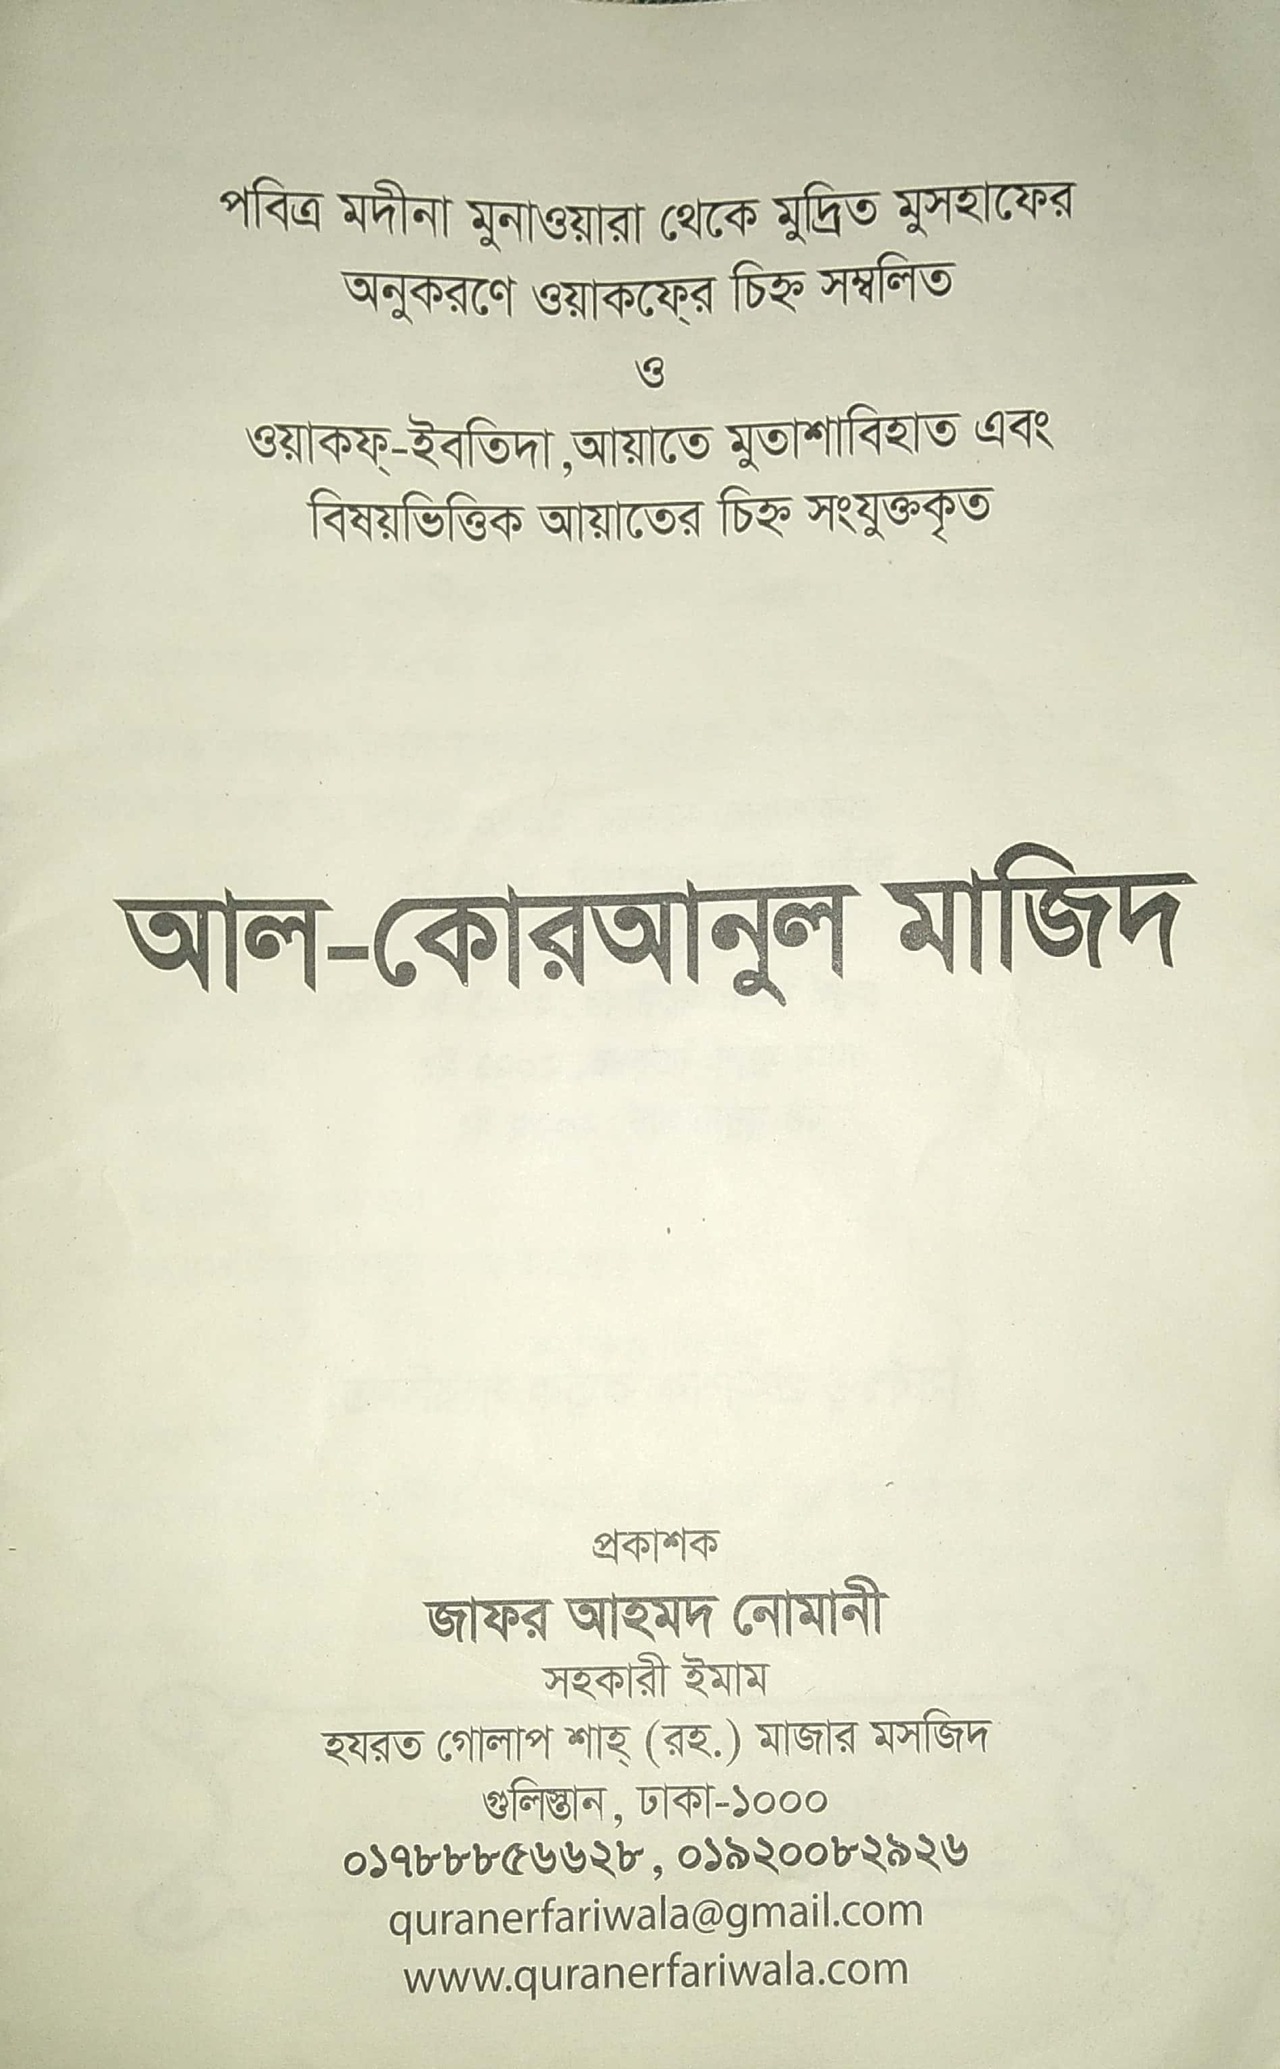 পবিত্র মদীনা মুনাওয়ারা থেকে মুদ্রিত মুসহাফের
অনুকরণে ওয়াকফে্র চিহ্ন সম্বলিত
ও
ওয়াকফ্-ইবতিদা,আয়াতে মুতাশাবিহাত এবং
বিষয়ভিত্তিক আয়াতের চিহ্ন সংযুক্তকৃত
আল-কোরআনুল মাজিদ
প্রকাশক
জাফর আহমদ নোমানী
সহকারী ইমাম
হযরত গোলাপ শাহ্ (রহ.) মাজার মসজিদ
গুলিস্তান, ঢাকা-১০০০
০১৭৮৮৮৫৬৬২৮, ০১৯২০০৮২৯২৬
quranerfariwala@gmail.com
www.quranerfariwala.com